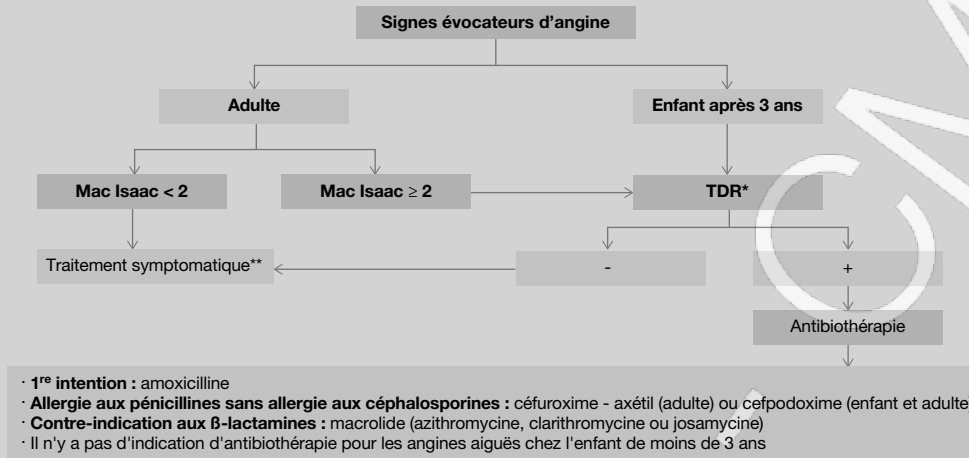 Signes évocateurs d'angine
Adulte
Enfant après 3 ans
Mac Isaac < 2
Mac Isaac ≥ 2
TDR*
Traitement symptomatique**
-
+
Antibiothérapie
· 1re intention : amoxicilline
· Allergie aux pénicillines sans allergie aux céphalosporines : céfuroxime - axétil (adulte) ou cefpodoxime (enfant et adulte)
· Contre-indication aux ß-lactamines : macrolide (azithromycine, clarithromycine ou josamycine)
· Il n'y a pas d'indication d'antibiothérapie pour les angines aiguës chez l'enfant de moins de 3 ans